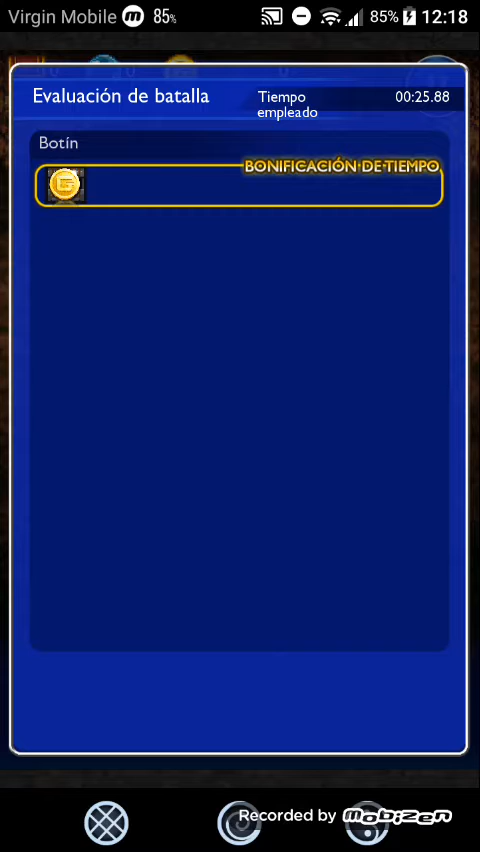 Virgin Mobile m 85% 85% 12:18
Evaluación de batalla
Tiempo empleado
00:25.88
Botín
BONIFICACIÓN DE TIEMPO
Recorded by mobizen